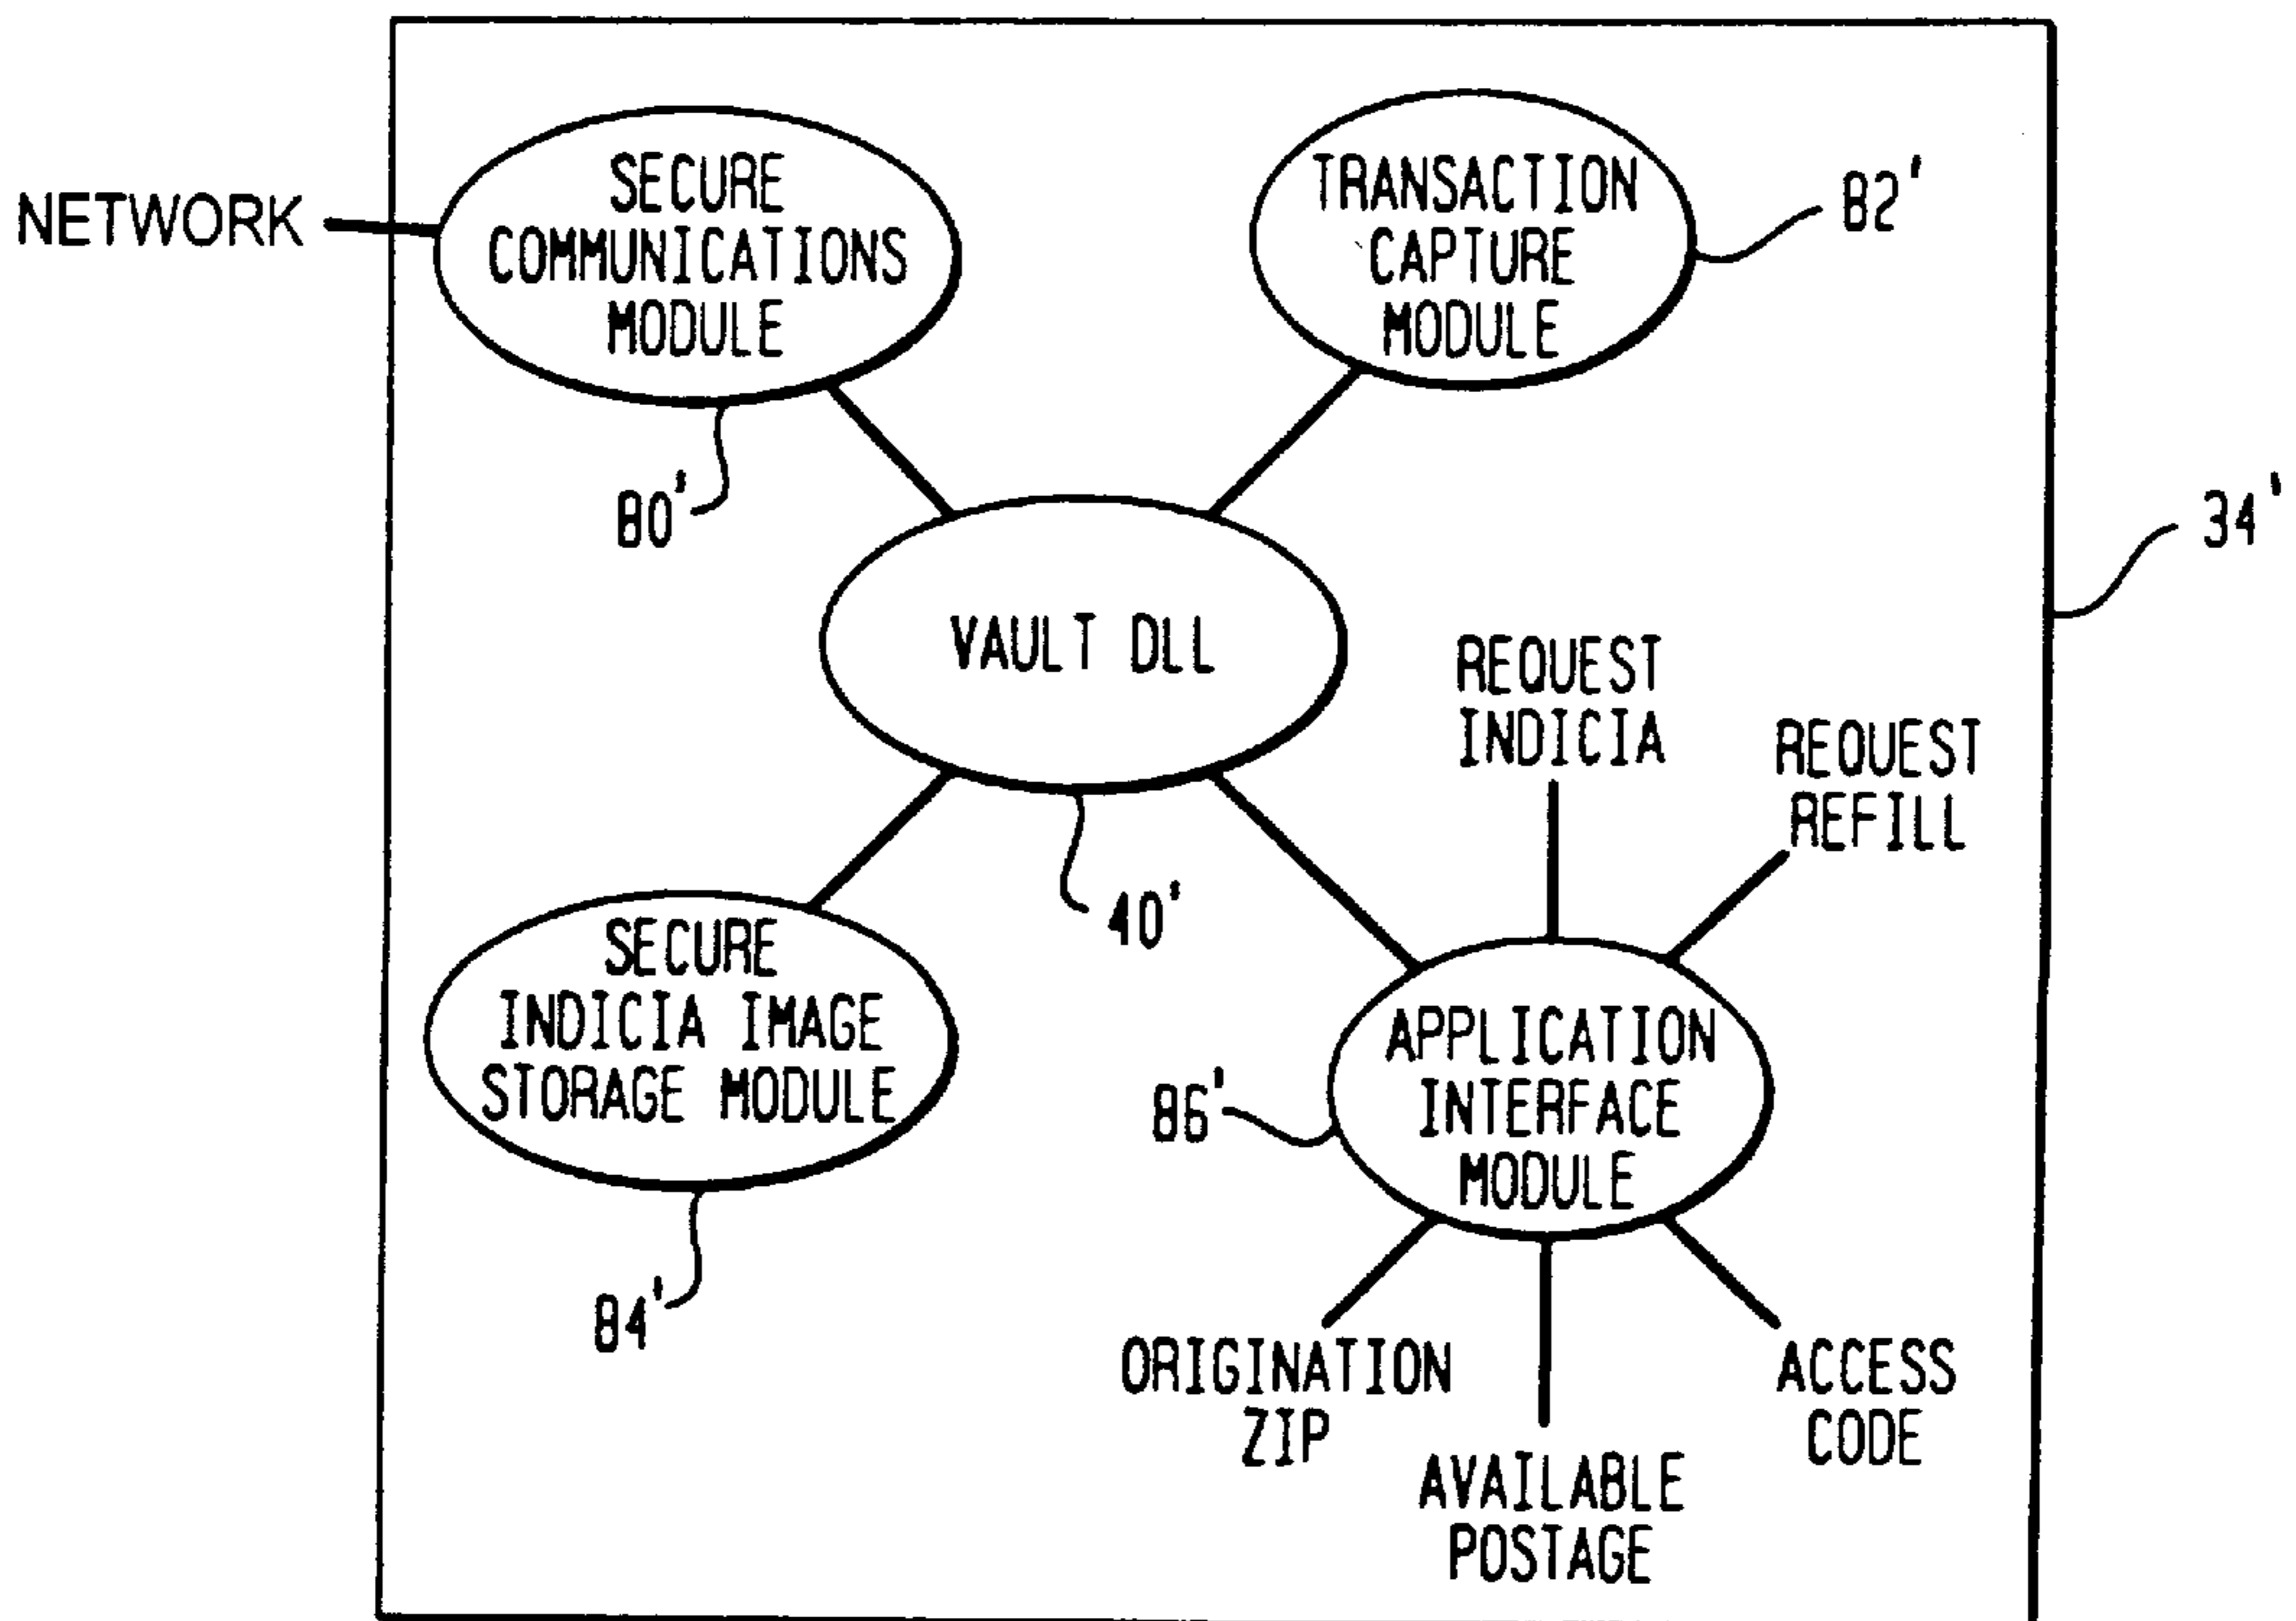 NETWORK
SECURE
COMMUNICATIONS
MODULE
80'
TRANSACTION
CAPTURE
MODULE
82'
34'
VAULT DLL
40'
SECURE
INDICIA IMAGE
STORAGE MODULE
84'
REQUEST
INDICIA
REQUEST
REFILL
APPLICATION
INTERFACE
MODULE
86'
ORIGINATION
ZIP
AVAILABLE
POSTAGE
ACCESS
CODE